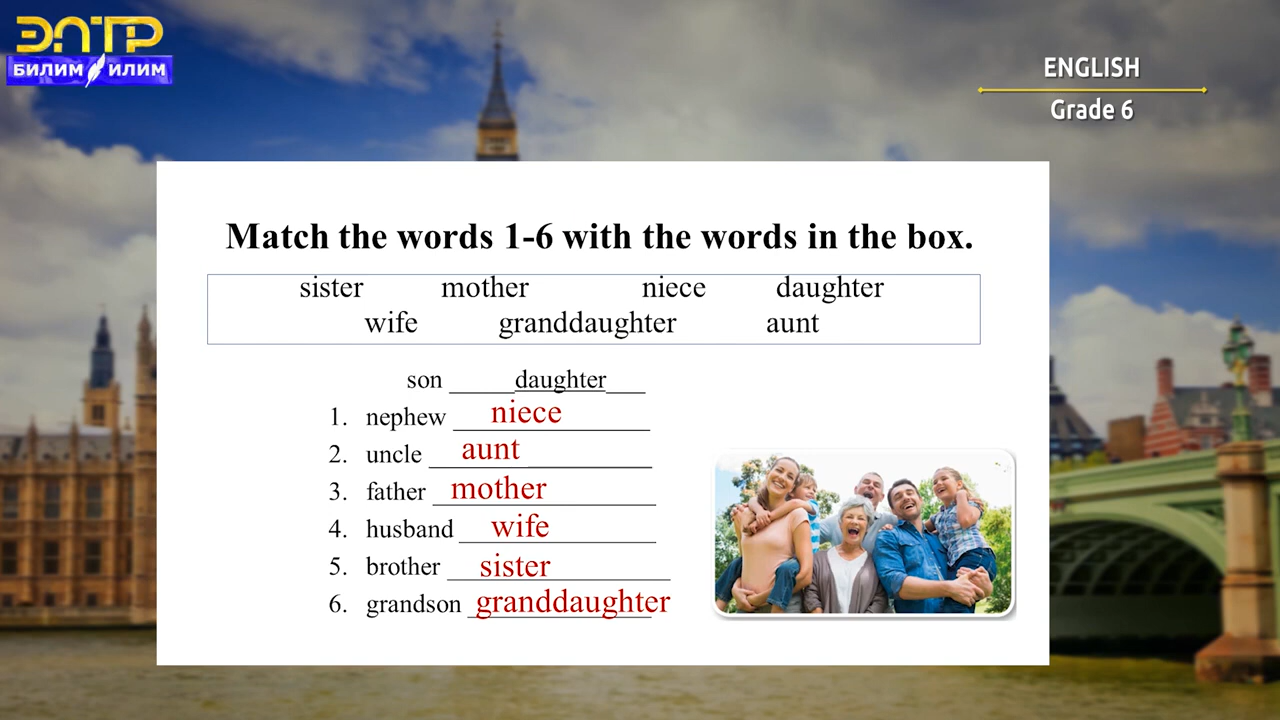 ЭЛТР
БИЛИМ ИЛИМ
ENGLISH
Grade 6
Match the words 1-6 with the words in the box.
sister mother niece daughter
wife granddaughter aunt
son ______daughter___
1. nephew niece
2. uncle aunt
3. father mother
4. husband wife
5. brother sister
6. grandson granddaughter